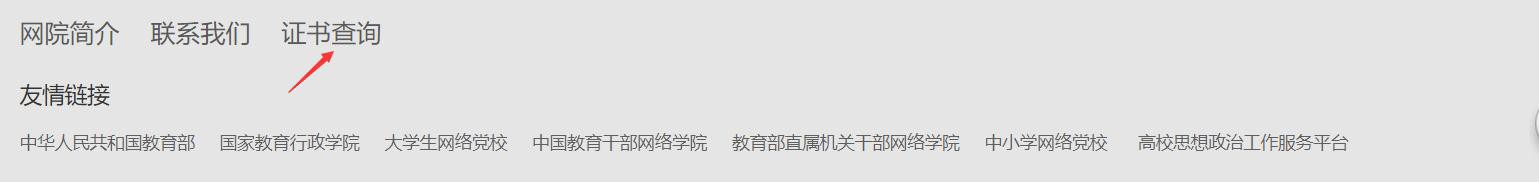 网院简介 联系我们 证书查询
友情链接
中华人民共和国教育部 国家教育行政学院 大学生网络党校 中国教育干部网络学院 教育部直属机关干部网络学院 中小学网络党校 高校思想政治工作服务平台